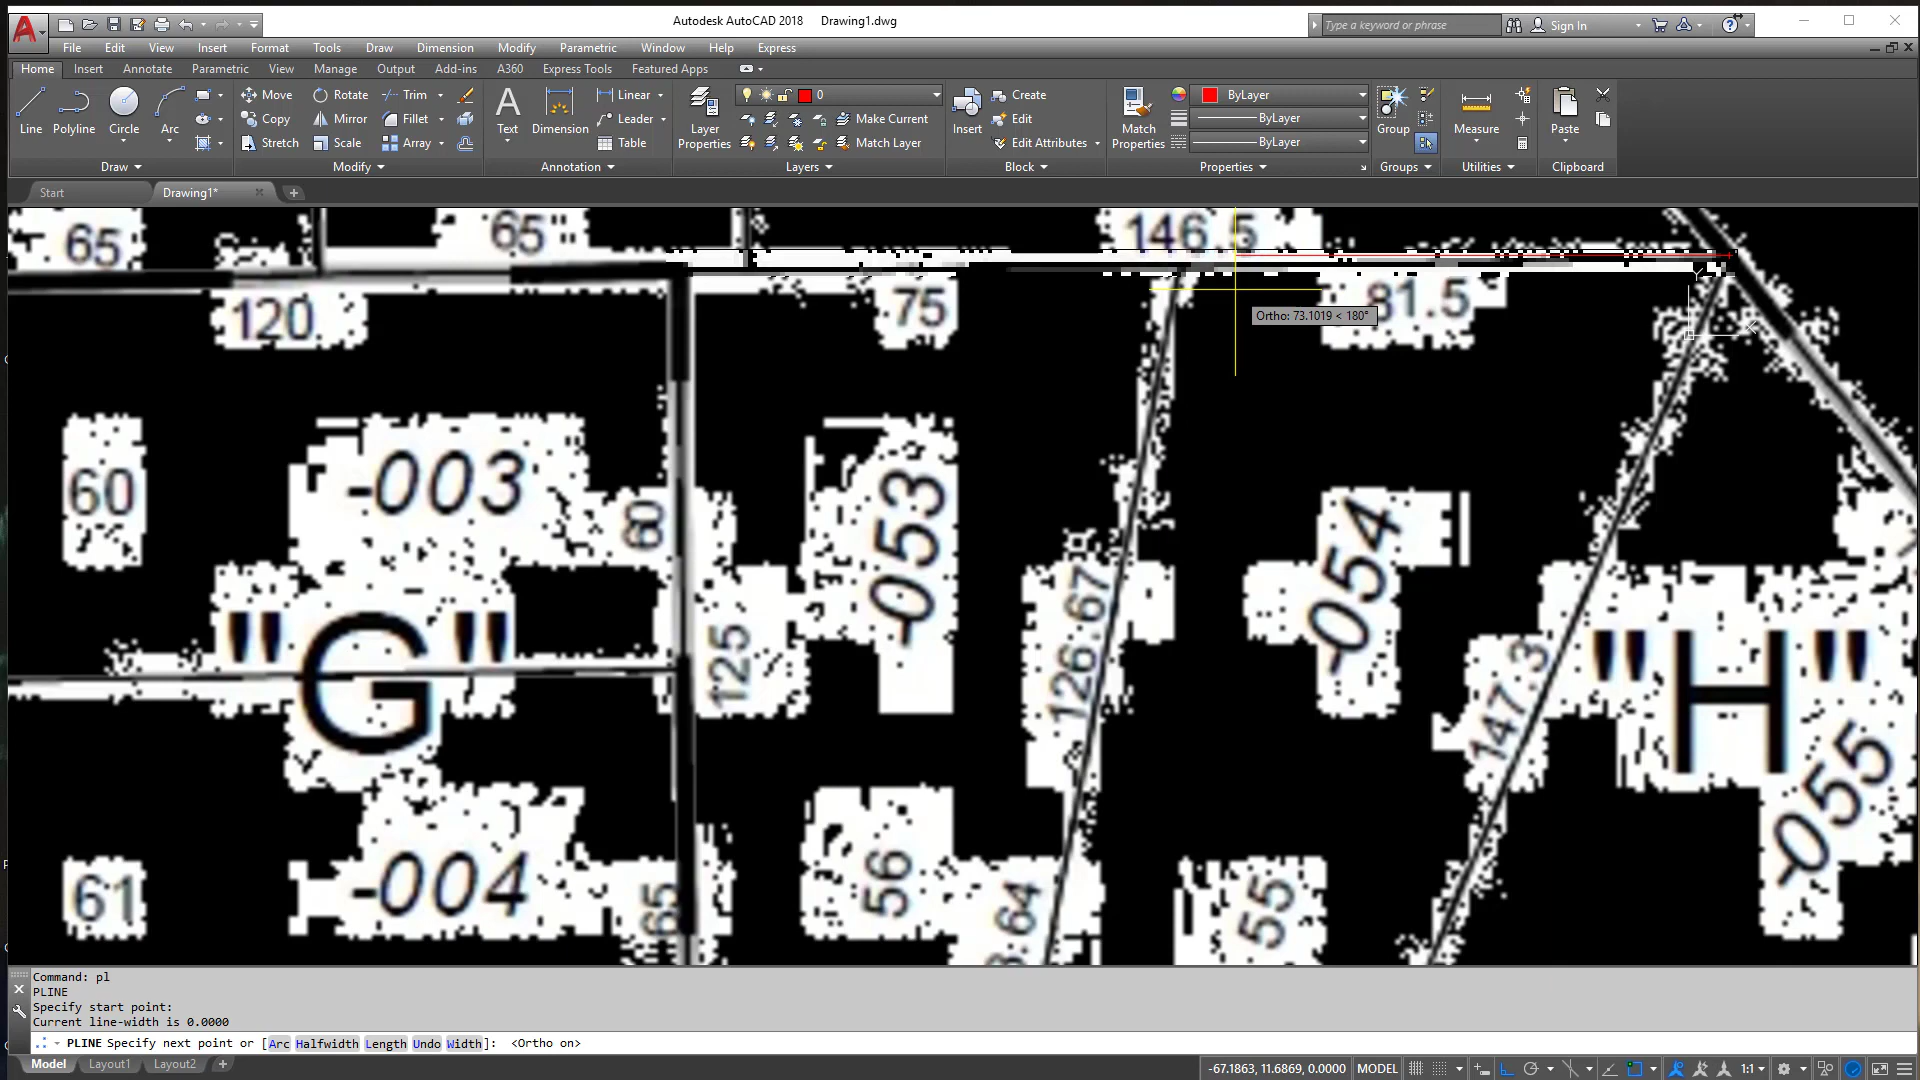 Autodesk AutoCAD 2018 Drawing1.dwg
Type a keyword or phrase
Sign In
File Edit View Insert Format Tools Draw Dimension Modify Parametric Window Help Express
Home Insert Annotate Parametric View Manage Output Add-ins A360 Express Tools Featured Apps
Line Polyline Circle Arc
Move Rotate Trim
Copy Mirror Fillet
Stretch Scale Array
Text Dimension
Linear
Leader
Table
Layer Properties
0
Make Current
Match Layer
Insert
Create
Edit
Edit Attributes
Match Properties
ByLayer
ByLayer
ByLayer
Group
Measure
Paste
Draw Modify Annotation Layers Block Properties Groups Utilities Clipboard
Start Drawing1*
65 65 146.5
120 75 81.5
Ortho: 73.1019 < 180°
Y
X
60 -003 60 -053 -054
"G" 125 126.67 147.3 "H"
-055
61 -004 65 56 55
Command: pl
PLINE
Specify start point:
Current line-width is 0.0000
PLINE Specify next point or [Arc Halfwidth Length Undo Width]: <Ortho on>
Model Layout1 Layout2
-67.1863, 11.6869, 0.0000 MODEL 1:1